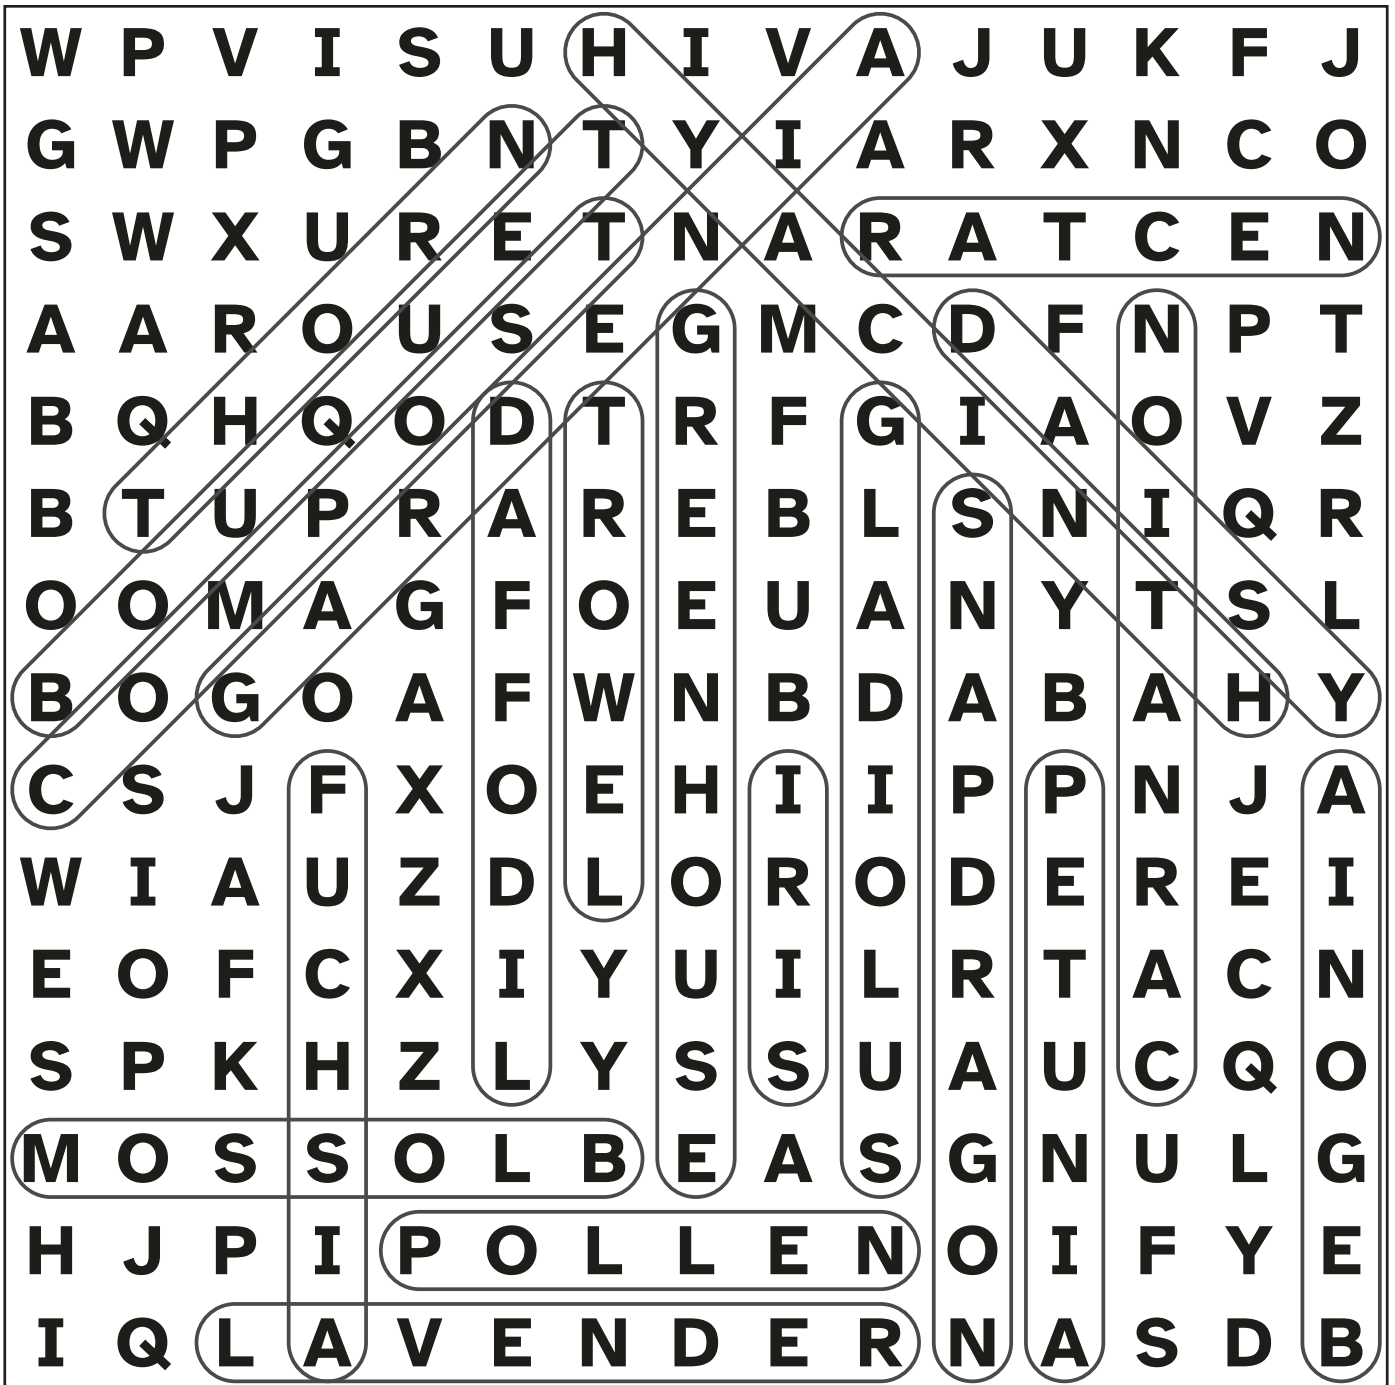 W P V I S U H I V A J U K F J
G W P G B N T Y I A R X N C O
S W X U R E T N A R A T C E N
A A R O U S E G M C D F N P T
B Q H Q O D T R F G I A O V Z
B T U P R A R E B L S N I Q R
O O M A G F O E U A N Y T S L
B O G O A F W N B D A B A H Y
C S J F X O E H I I P P N J A
W I A U Z D L O R O D E R E I
E O F C X I Y U I L R T A C N
S P K H Z L Y S S U A U C Q O
M O S S O L B E A S G N U L G
H J P I P O L L E N O I F Y E
I Q L A V E N D E R N A S D B